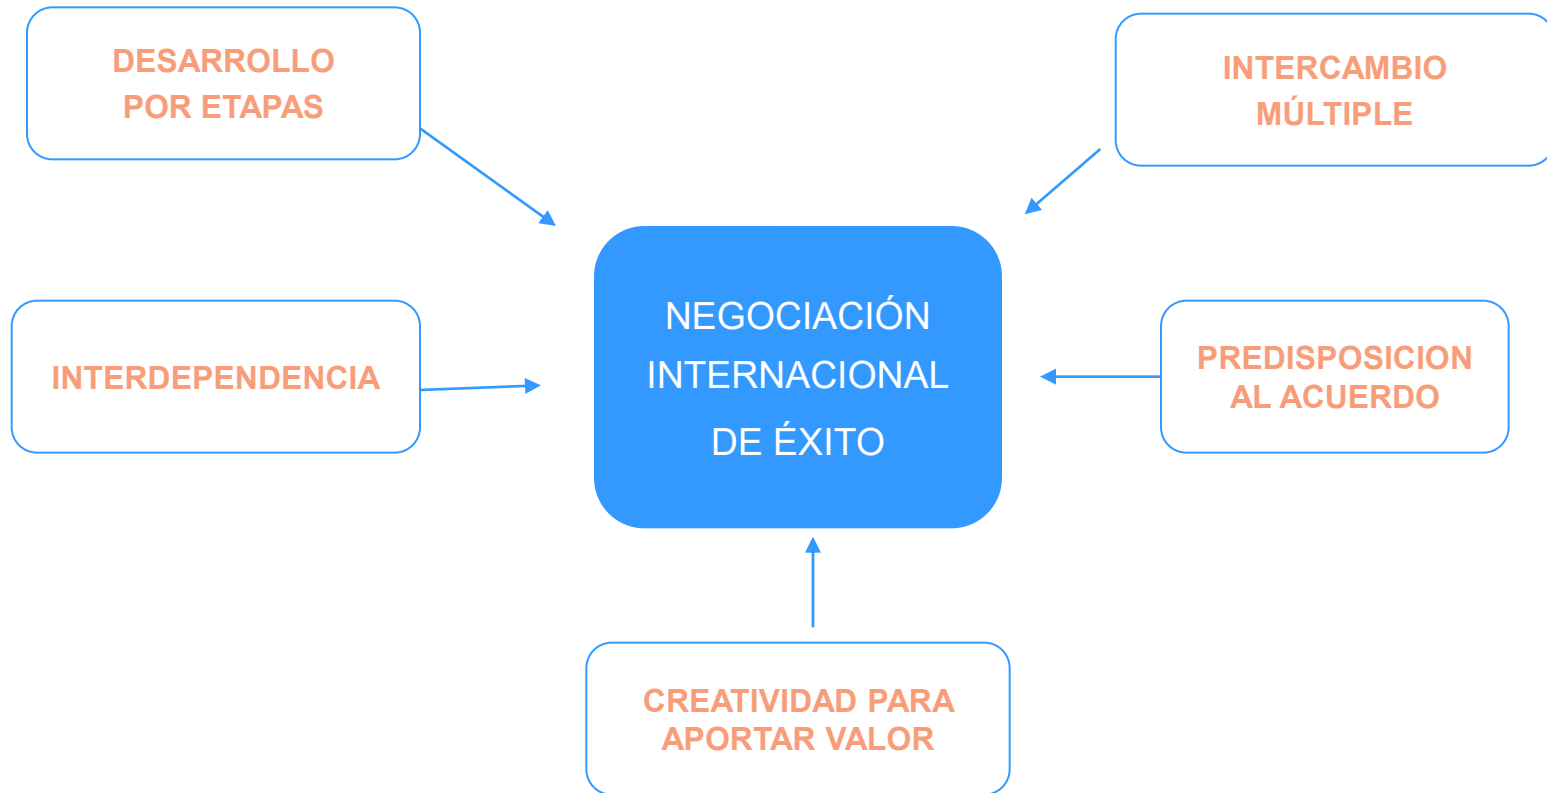 DESARROLLO
POR ETAPAS
INTERCAMBIO
MÚLTIPLE
NEGOCIACIÓN
INTERNACIONAL
DE ÉXITO
INTERDEPENDENCIA
PREDISPOSICION
AL ACUERDO
CREATIVIDAD PARA
APORTAR VALOR